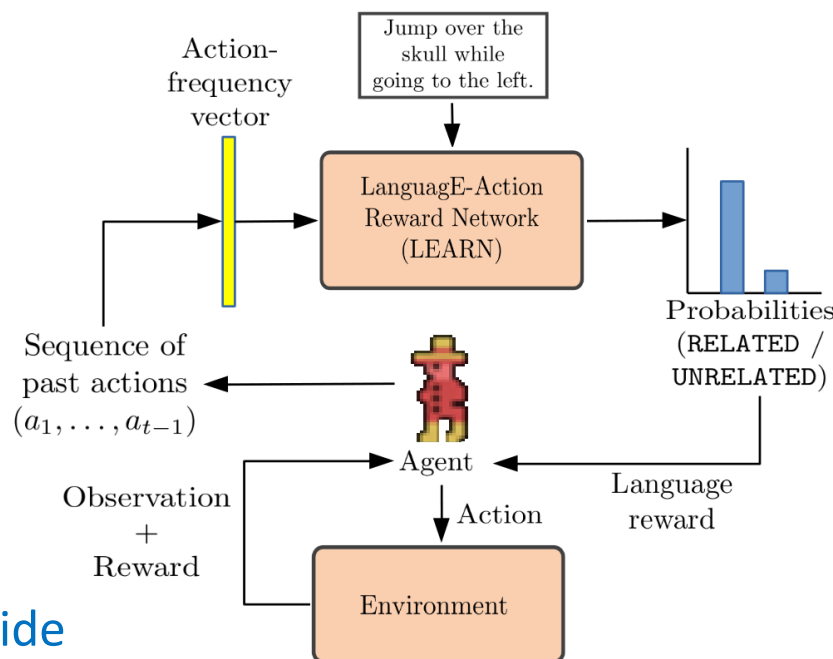 Jump over the
skull while
going to the left.
Action-
frequency
vector
LanguagE-Action
Reward Network
(LEARN)
Probabilities
(RELATED /
UNRELATED)
Sequence of
past actions
(a₁, . . . , aₜ₋₁)
Agent
Language
reward
Observation
+
Reward
Action
Environment
ide